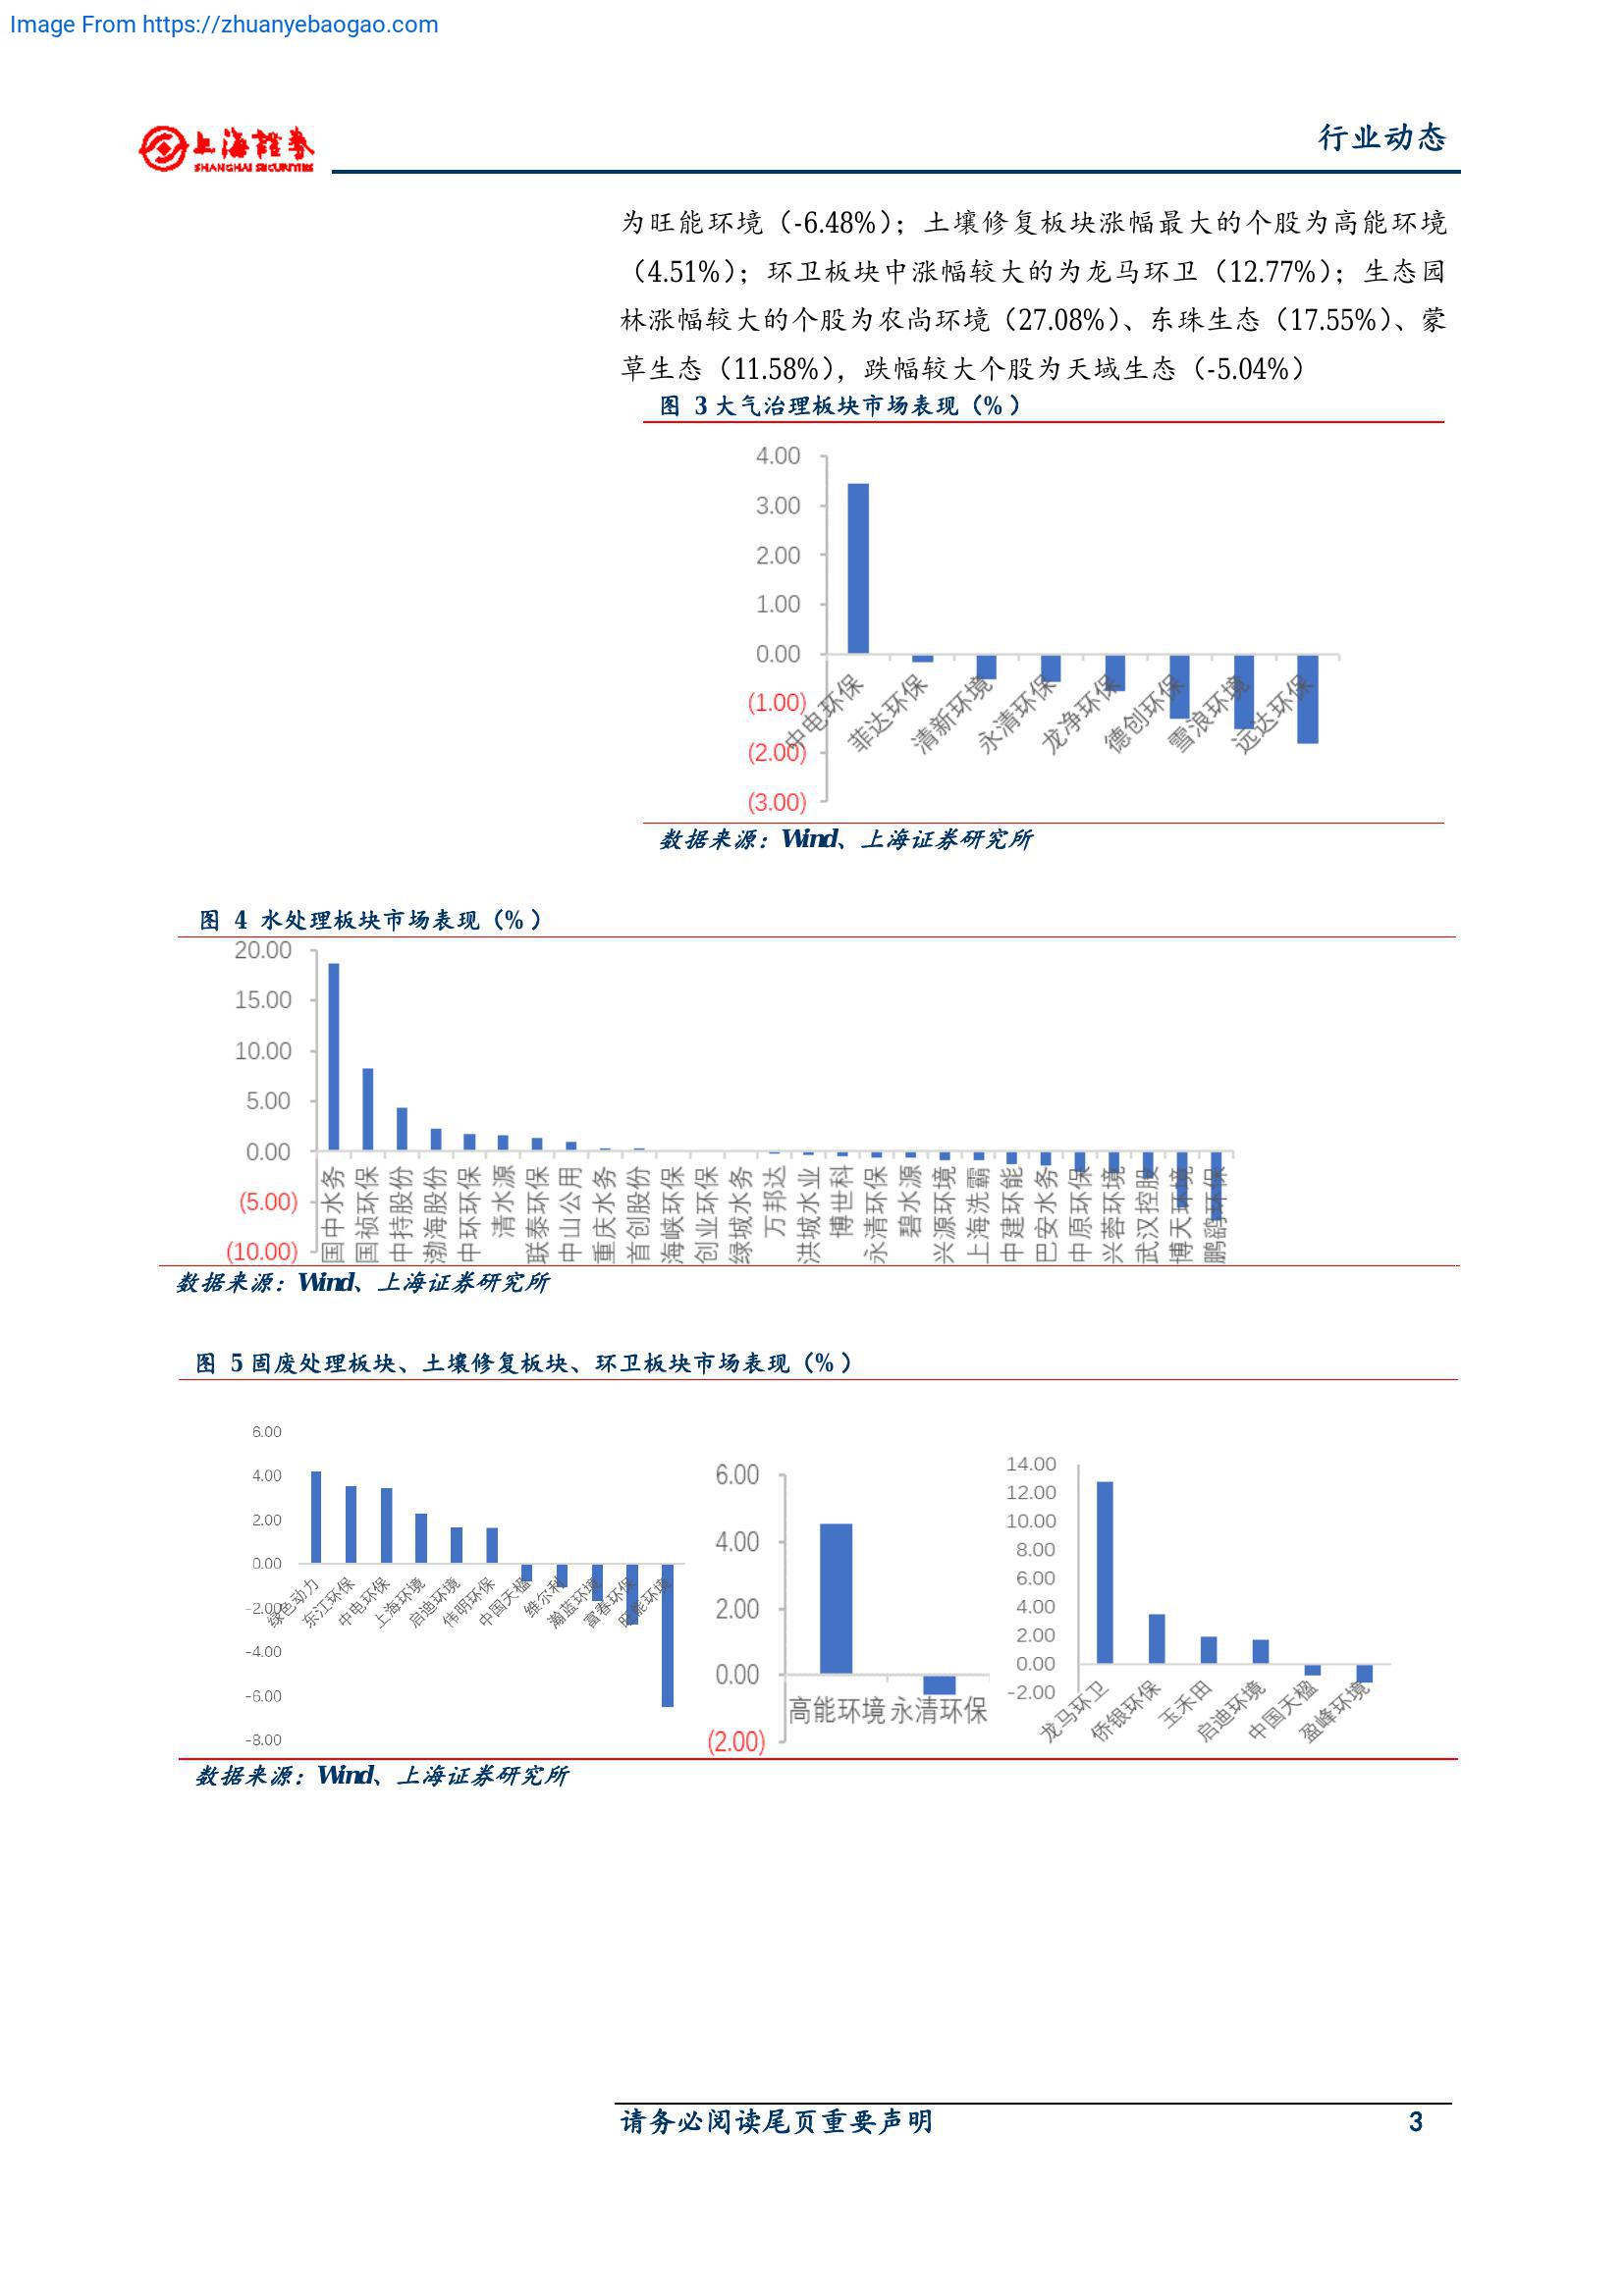 Image From https://zhuanyebaogao.com
上海證券
SHANGHAI SECURITIES
行业动态
为旺能环境（-6.48%）；土壤修复板块涨幅最大的个股为高能环境
（4.51%）；环卫板块中涨幅较大的为龙马环卫（12.77%）；生态园
林涨幅较大的个股为农尚环境（27.08%）、东珠生态（17.55%）、蒙
草生态（11.58%），跌幅较大个股为天域生态（-5.04%）
图 3 大气治理板块市场表现（%）
4.00
3.00
2.00
1.00
0.00
(1.00)
(2.00)
(3.00)
中电环保
菲达环保
清新环境
永清环保
龙净环保
德创环保
雪浪环境
远达环保
数据来源：Wind、上海证券研究所
图 4 水处理板块市场表现（%）
20.00
15.00
10.00
5.00
0.00
(5.00)
(10.00)
国中水务
国祯环保
中持股份
渤海股份
中环环保
清水源
联泰环保
中山公用
重庆水务
首创股份
海峡环保
创业环保
绿城水务
万邦达
洪城水业
博世科
永清环保
碧水源
兴源环境
上海洗霸
中建环能
巴安水务
中原环保
兴蓉环境
武汉控股
博天环境
鹏鹞环保
数据来源：Wind、上海证券研究所
图 5 固废处理板块、土壤修复板块、环卫板块市场表现（%）
6.00
4.00
2.00
0.00
-2.00
-4.00
-6.00
-8.00
绿色动力
东江环保
中电环保
上海环境
启迪环境
伟明环保
中国天楹
维尔利
瀚蓝环境
富春环保
旺能环境
6.00
4.00
2.00
0.00
(2.00)
高能环境
永清环保
14.00
12.00
10.00
8.00
6.00
4.00
2.00
0.00
-2.00
龙马环卫
侨银环保
玉禾田
启迪环境
中国天楹
盈峰环境
数据来源：Wind、上海证券研究所
请务必阅读尾页重要声明
3